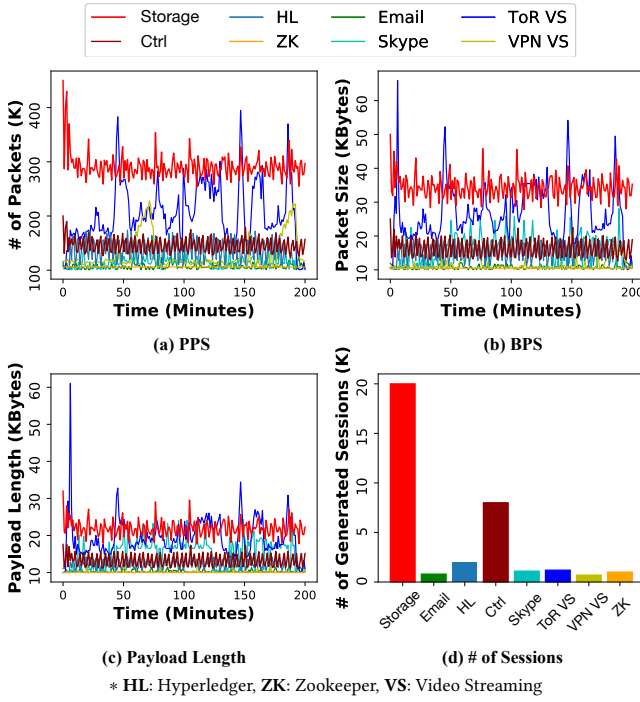 Storage HL Email ToR VS
Ctrl ZK Skype VPN VS
# of Packets (K)
400
300
200
100
0 50 100 150 200
Time (Minutes)
(a) PPS
Packet Size (KBytes)
60
50
40
30
20
10
0 50 100 150 200
Time (Minutes)
(b) BPS
Payload Length (KBytes)
60
50
40
30
20
10
0 50 100 150 200
Time (Minutes)
(c) Payload Length
# of Generated Sessions (K)
20
15
10
5
0
Storage Email HL Ctrl Skype ToR VS VPN VS ZK
(d) # of Sessions
* HL: Hyperledger, ZK: Zookeeper, VS: Video Streaming